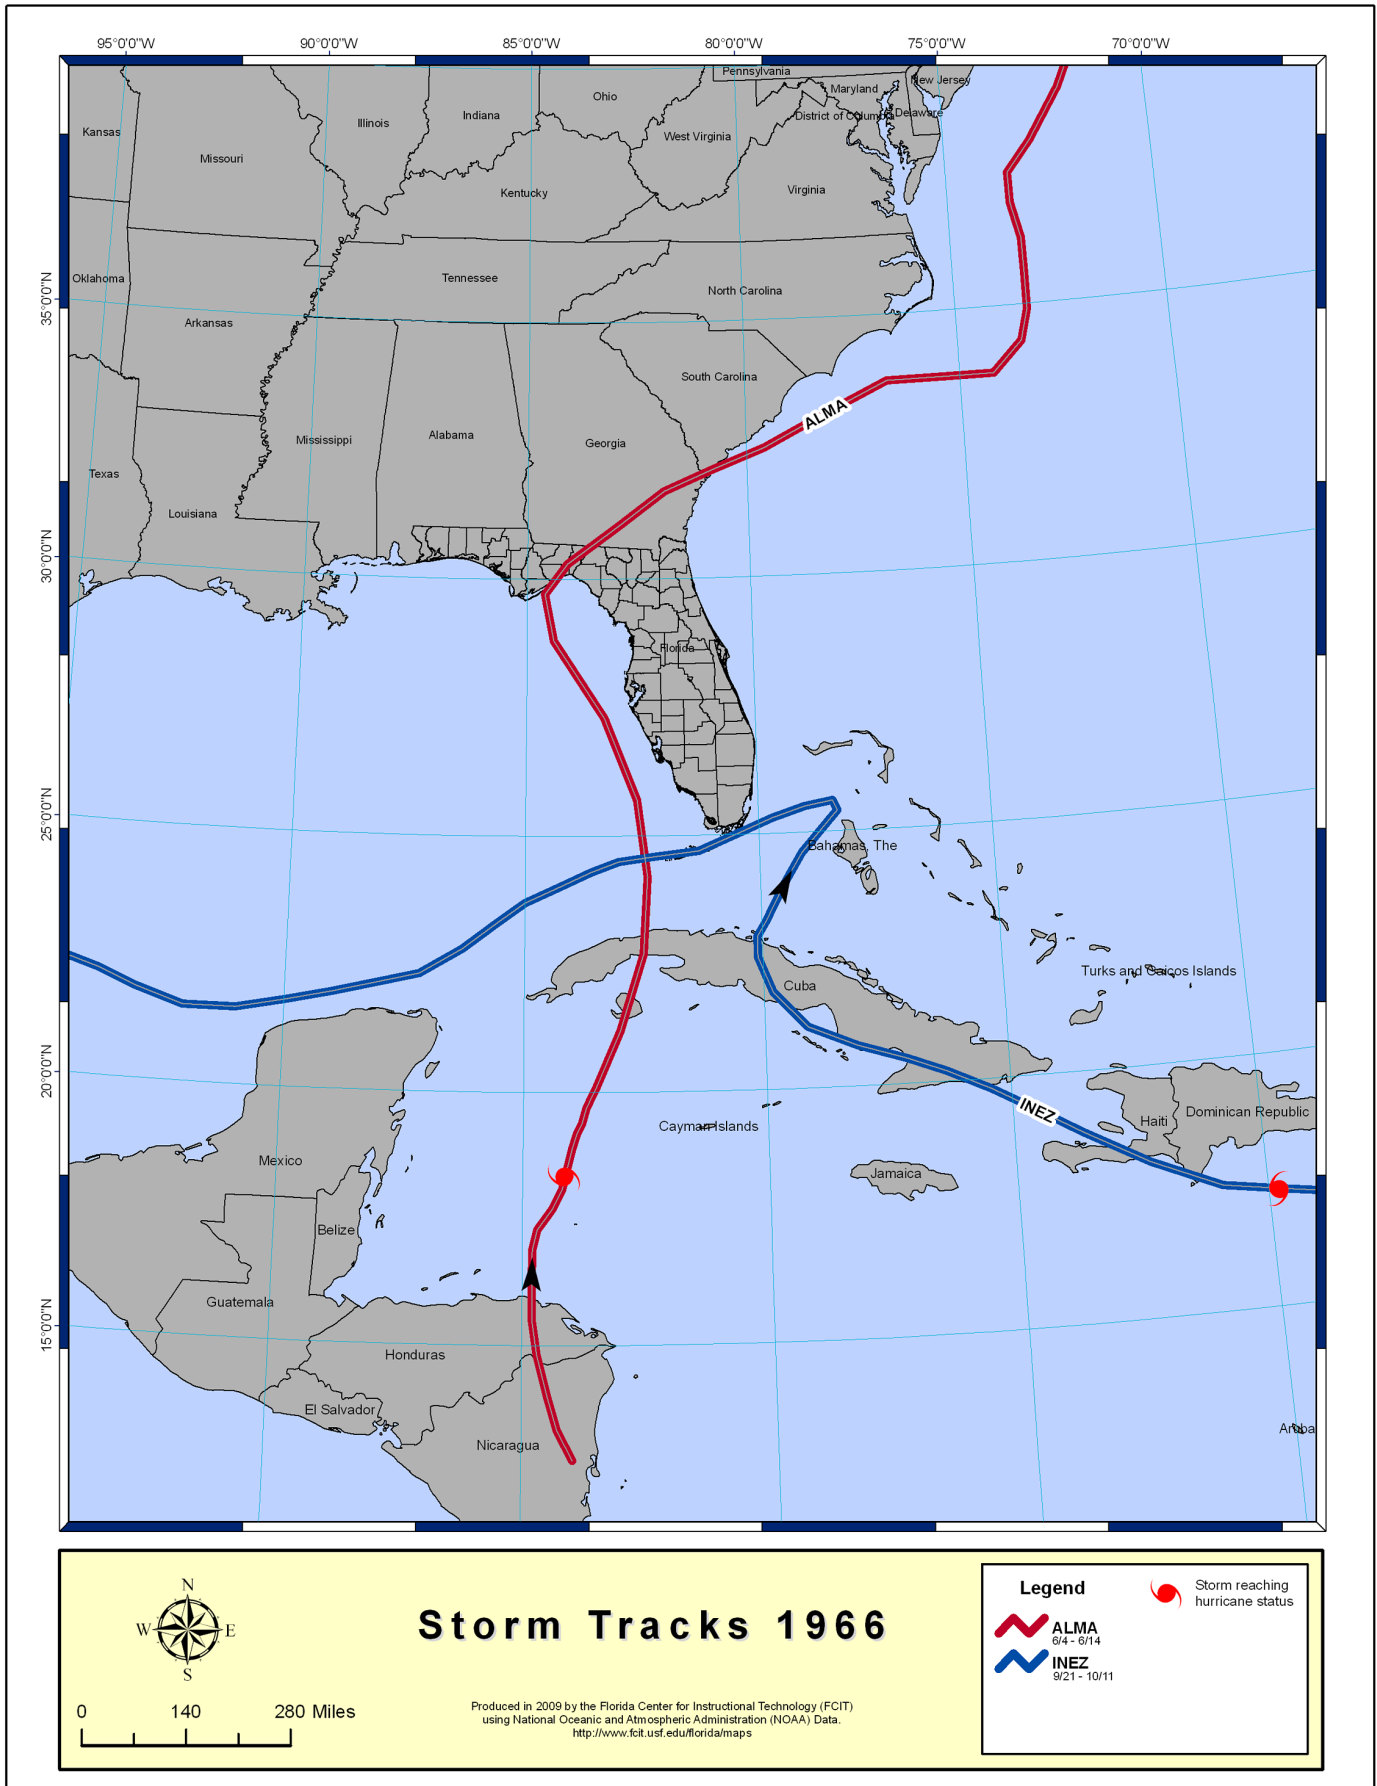 95°0'0"W 90°0'0"W 85°0'0"W 80°0'0"W 75°0'0"W 70°0'0"W
Pennsylvania
New Jersey
Maryland
Ohio
Indiana
Illinois
District of Columbia
Delaware
Kansas
West Virginia
Missouri
Kentucky
Virginia
Oklahoma
Tennessee
North Carolina
35°0'0"N
Arkansas
South Carolina
ALMA
Mississippi
Alabama
Georgia
Texas
Louisiana
30°0'0"N
Florida
25°0'0"N
Bahamas, The
Turks and Caicos Islands
Cuba
20°0'0"N
INEZ
Haiti
Dominican Republic
Cayman Islands
Mexico
Jamaica
Belize
Guatemala
15°0'0"N
Honduras
El Salvador
Nicaragua
Aruba
N
W E
S
0 140 280 Miles
Storm Tracks 1966
Produced in 2009 by the Florida Center for Instructional Technology (FCIT)
using National Oceanic and Atmospheric Administration (NOAA) Data.
http://www.fcit.usf.edu/florida/maps
Legend
ALMA
6/4 - 6/14
INEZ
9/21 - 10/11
Storm reaching
hurricane status